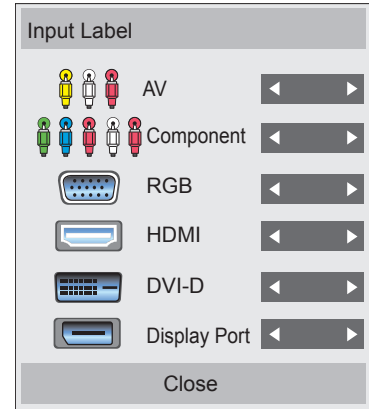 Input Label
AV
Component
RGB
HDMI
DVI-D
Display Port
Close